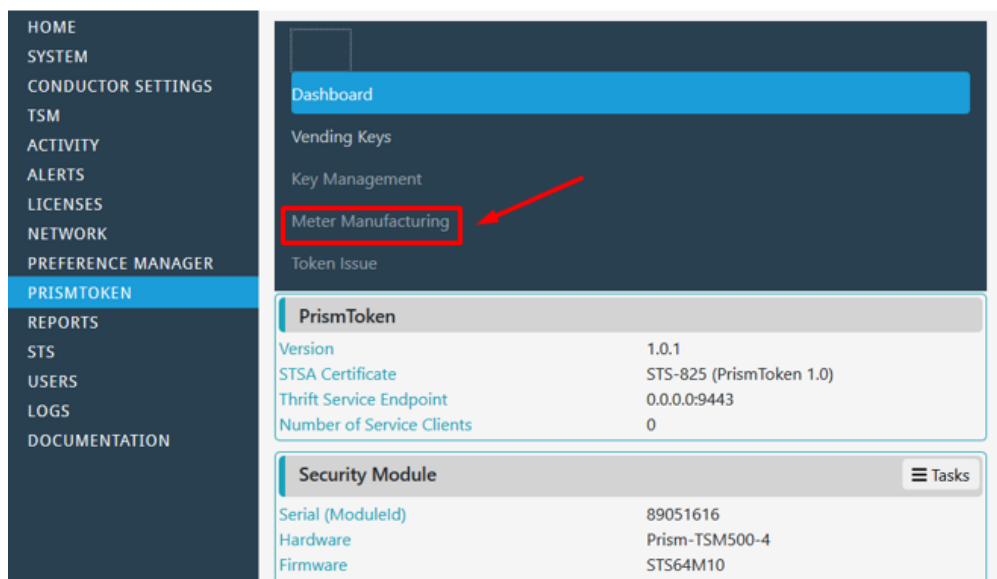 HOME
SYSTEM
CONDUCTOR SETTINGS
TSM
ACTIVITY
ALERTS
LICENSES
NETWORK
PREFERENCE MANAGER
PRISMTOKEN
REPORTS
STS
USERS
LOGS
DOCUMENTATION
Dashboard
Vending Keys
Key Management
Meter Manufacturing
Token Issue
PrismToken
Version 1.0.1
STSA Certificate STS-825 (PrismToken 1.0)
Thrift Service Endpoint 0.0.0.0:9443
Number of Service Clients 0
Security Module Tasks
Serial (ModuleId) 89051616
Hardware Prism-TSM500-4
Firmware STS64M10